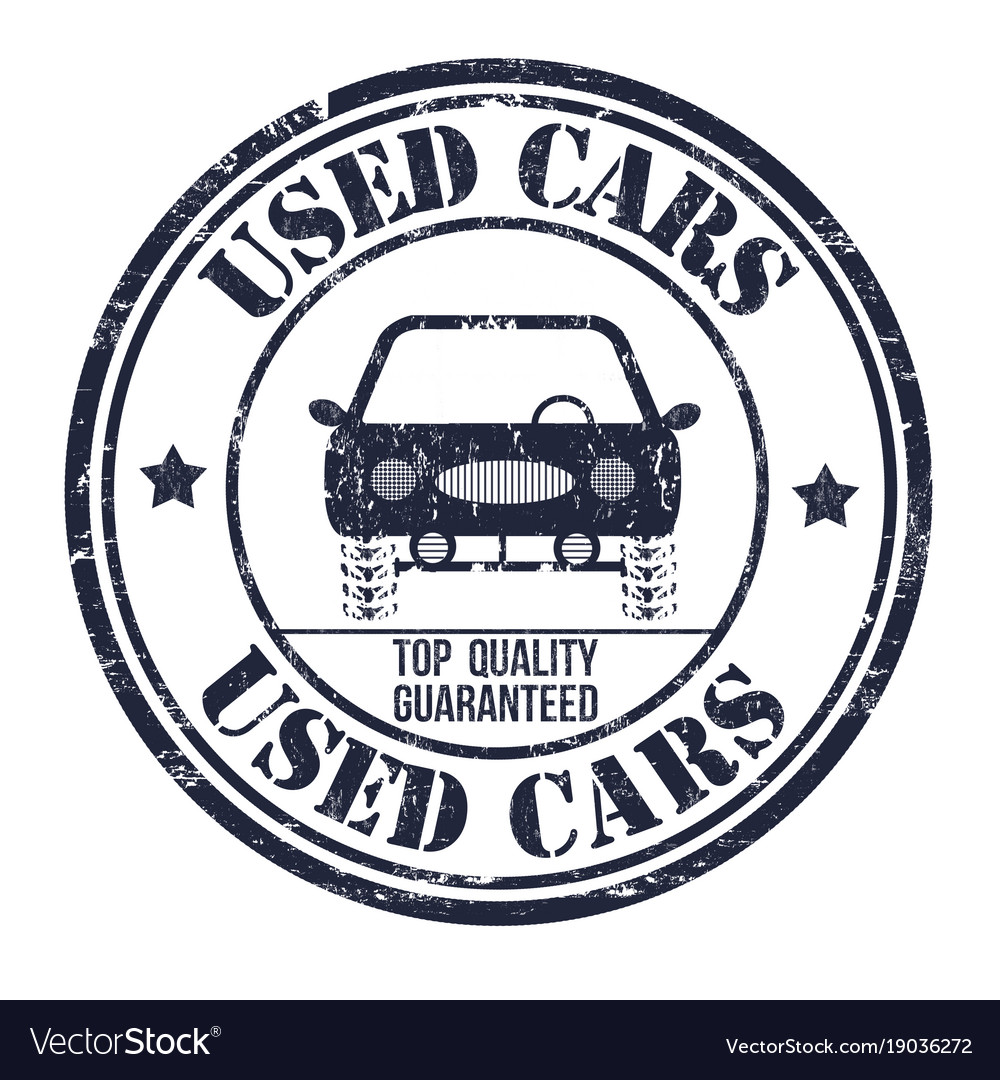 USED CARS
TOP QUALITY
GUARANTEED
USED CARS
VectorStock®
VectorStock.com/19036272